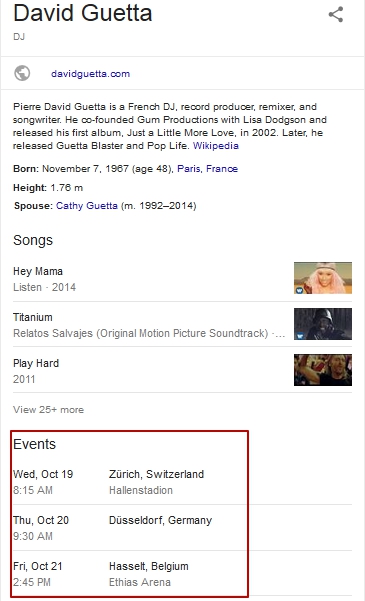 David Guetta
DJ
davidguetta.com
Pierre David Guetta is a French DJ, record producer, remixer, and
songwriter. He co-founded Gum Productions with Lisa Dodgson and
released his first album, Just a Little More Love, in 2002. Later, he
released Guetta Blaster and Pop Life. Wikipedia
Born: November 7, 1967 (age 48), Paris, France
Height: 1.76 m
Spouse: Cathy Guetta (m. 1992–2014)
Songs
Hey Mama
Listen · 2014
Titanium
Relatos Salvajes (Original Motion Picture Soundtrack) ·...
Play Hard
2011
View 25+ more
Events
Wed, Oct 19 Zürich, Switzerland
8:15 AM Hallenstadion
Thu, Oct 20 Düsseldorf, Germany
9:30 AM
Fri, Oct 21 Hasselt, Belgium
2:45 PM Ethias Arena